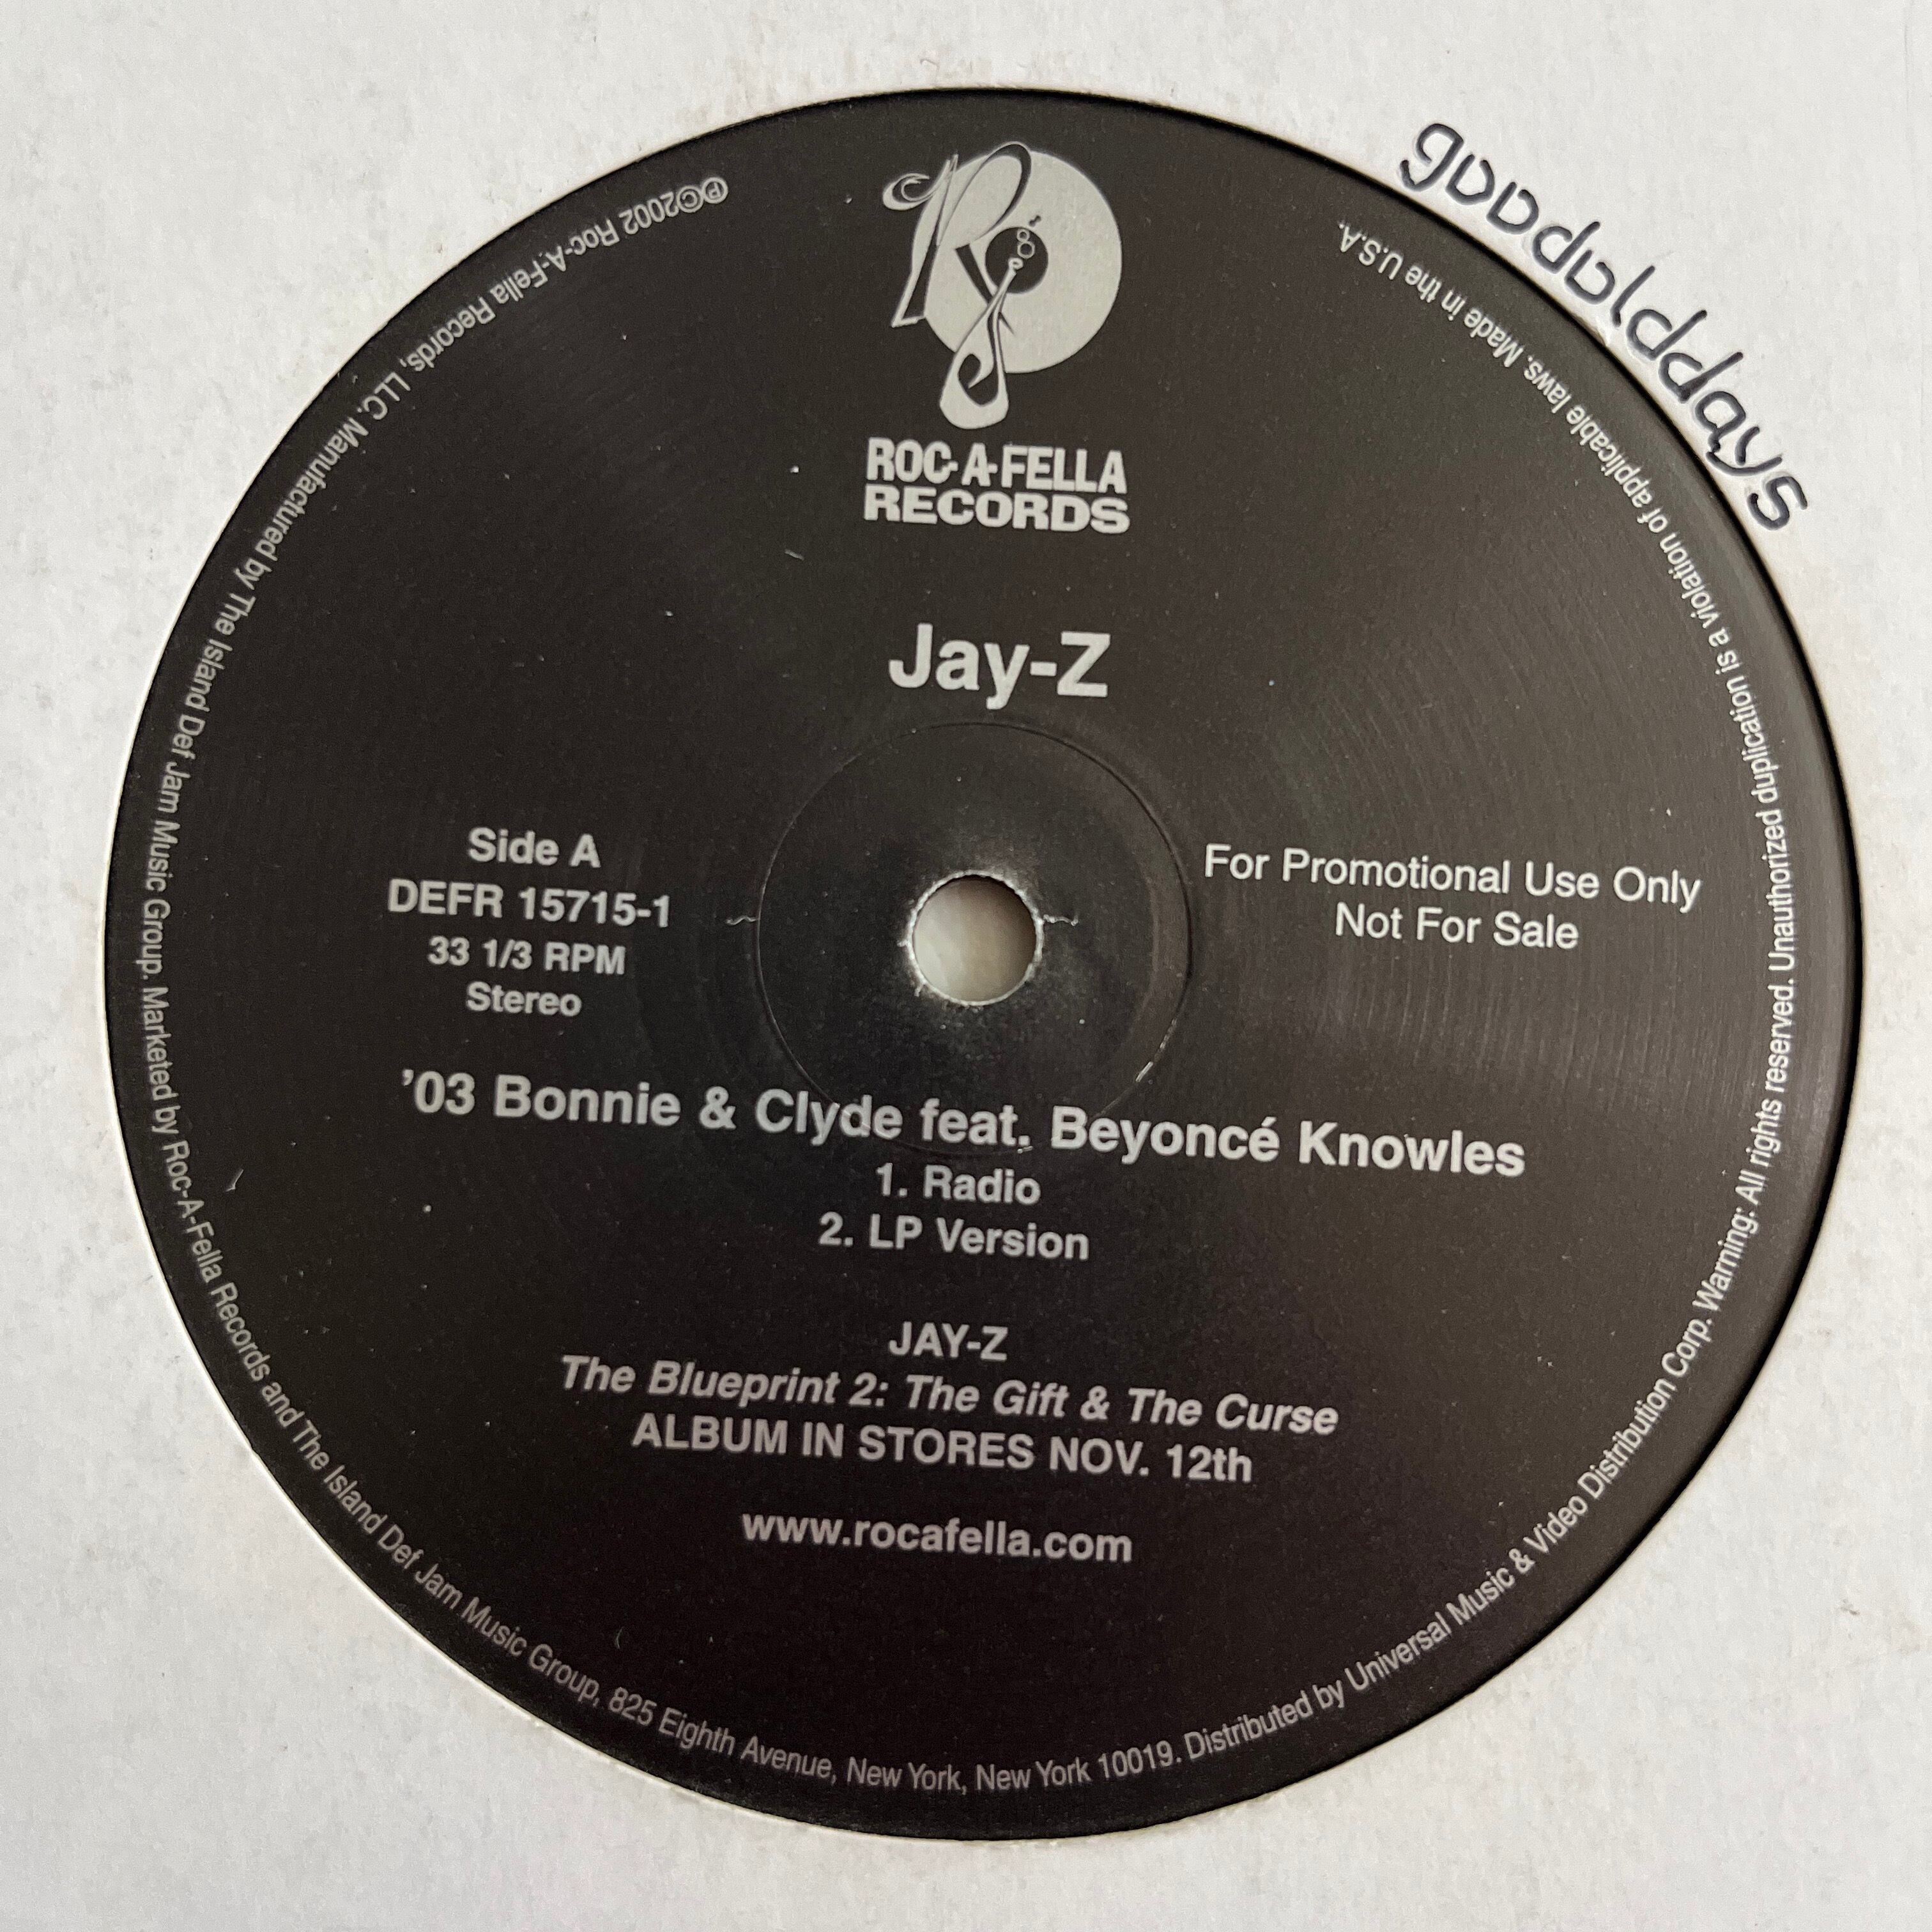 gooddolddays
ROC-A-FELLA
RECORDS
Jay-Z
Side A
DEFR 15715-1
33 1/3 RPM
Stereo
For Promotional Use Only
Not For Sale
’03 Bonnie & Clyde feat. Beyoncé Knowles
1. Radio
2. LP Version
JAY-Z
The Blueprint 2: The Gift & The Curse
ALBUM IN STORES NOV. 12th
www.rocafella.com
℗©2002 Roc-A-Fella Records, LLC. Manufactured by The Island Def Jam Music Group. Marketed by Roc-A-Fella Records and The Island Def Jam Music Group, 825 Eighth Avenue, New York, New York 10019. Distributed by Universal Music & Video Distribution Corp. Warning: All rights reserved. Unauthorized duplication is a violation of applicable laws. Made in the U.S.A.